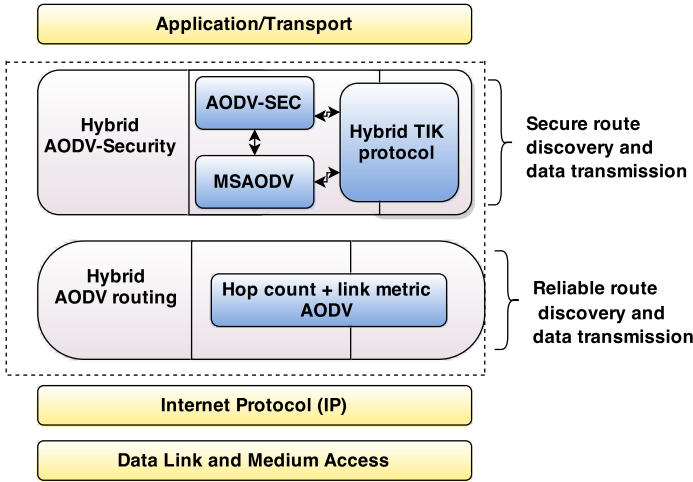 Application/Transport
Hybrid
AODV-Security
AODV-SEC
MSAODV
Hybrid TIK
protocol
Secure route
discovery and
data transmission
Hybrid
AODV routing
Hop count + link metric
AODV
Reliable route
discovery and
data transmission
Internet Protocol (IP)
Data Link and Medium Access